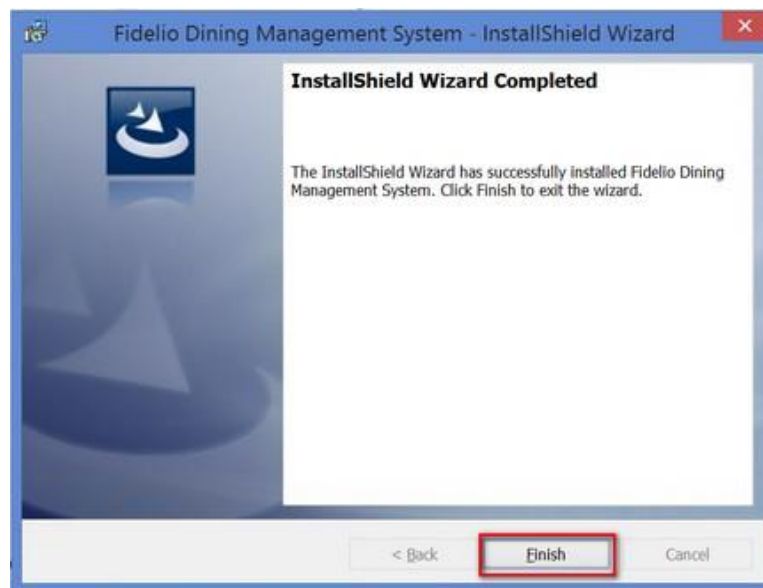 Fidelio Dining Management System - InstallShield Wizard
InstallShield Wizard Completed
The InstallShield Wizard has successfully installed Fidelio Dining
Management System. Click Finish to exit the wizard.
< Back Finish Cancel